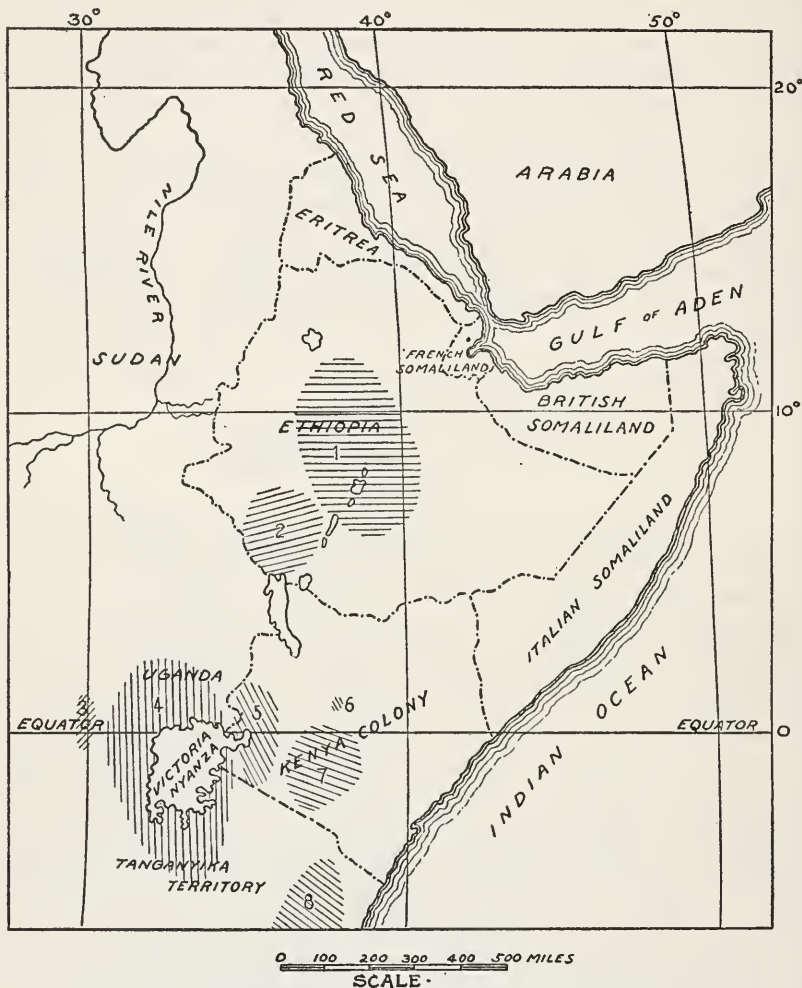 30°
40°
50°
20°
RED SEA
ARABIA
NILE RIVER
ERITREA
GULF OF ADEN
SUDAN
FRENCH
SOMALILAND
10°
BRITISH
SOMALILAND
ETHIOPIA
1
2
ITALIAN SOMALILAND
UGANDA
3
4
5
6
EQUATOR
KENYA COLONY
EQUATOR
0
VICTORIA
NYANZA
7
INDIAN OCEAN
TANGANYIKA
TERRITORY
8
0 100 200 300 400 500 MILES
SCALE.